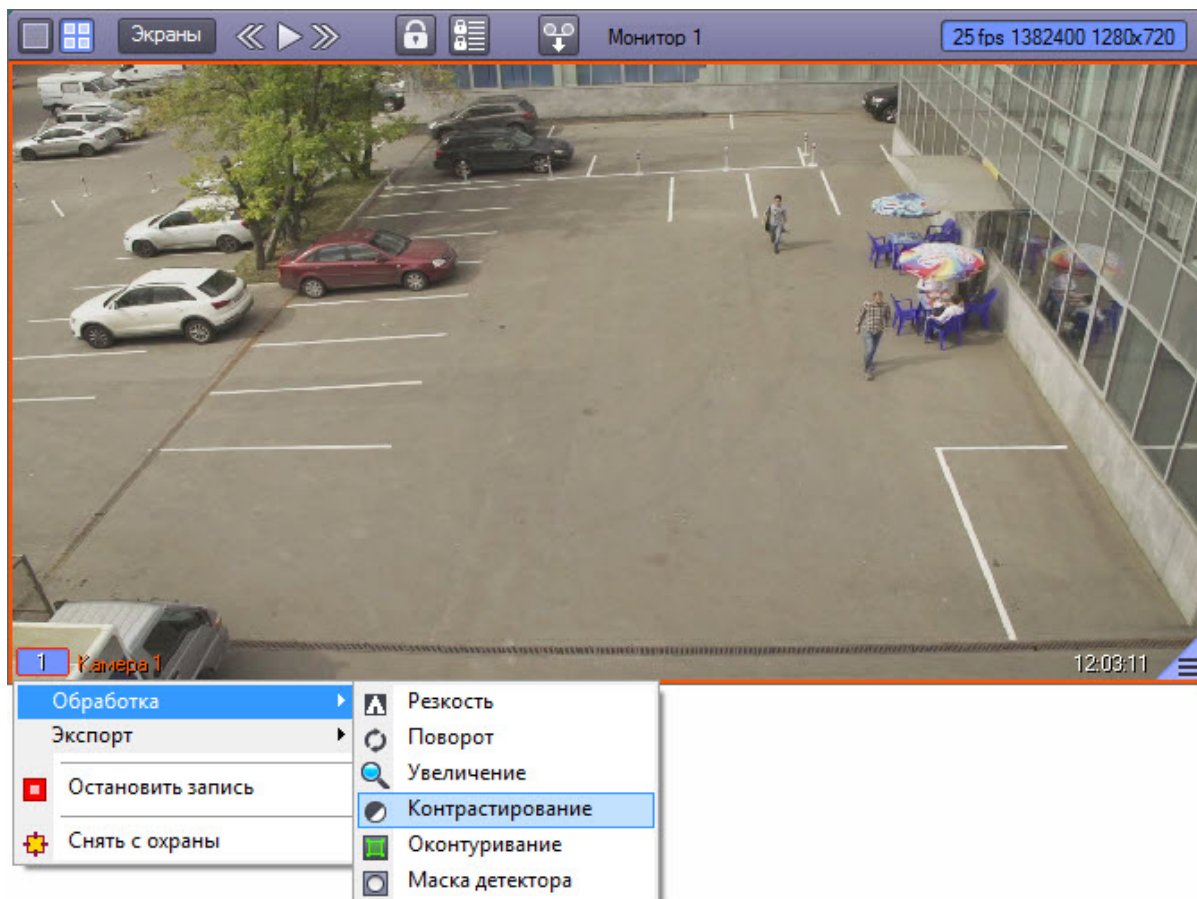 Экраны
Монитор 1
25 fps 1382400 1280x720
1 Камера 1
12:03:11
Обработка
Экспорт
Остановить запись
Снять с охраны
Резкость
Поворот
Увеличение
Контрастирование
Оконтуривание
Маска детектора